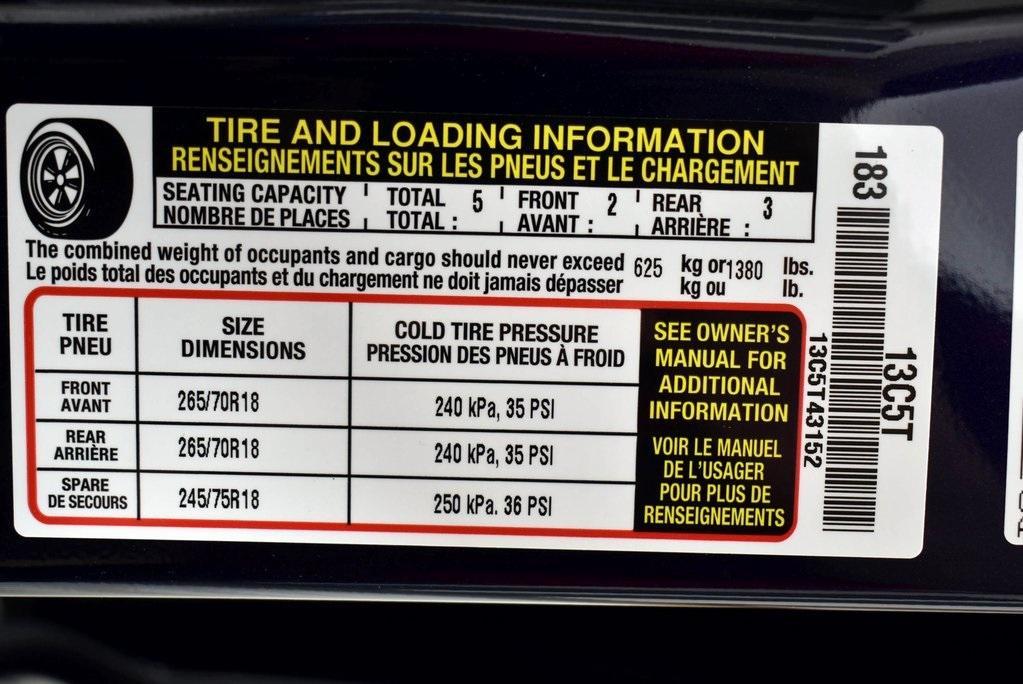 TIRE AND LOADING INFORMATION
RENSEIGNEMENTS SUR LES PNEUS ET LE CHARGEMENT
SEATING CAPACITY TOTAL 5 FRONT 2 REAR 3
NOMBRE DE PLACES TOTAL : AVANT : ARRIÈRE :
The combined weight of occupants and cargo should never exceed 625 kg or 1380 lbs.
Le poids total des occupants et du chargement ne doit jamais dépasser kg ou lb.
TIRE
PNEU
SIZE
DIMENSIONS
COLD TIRE PRESSURE
PRESSION DES PNEUS À FROID
FRONT
AVANT
265/70R18
240 kPa, 35 PSI
REAR
ARRIÈRE
265/70R18
240 kPa, 35 PSI
SPARE
DE SECOURS
245/75R18
250 kPa. 36 PSI
SEE OWNER'S
MANUAL FOR
ADDITIONAL
INFORMATION
VOIR LE MANUEL
DE L'USAGER
POUR PLUS DE
RENSEIGNEMENTS
183
13C5T
13C5T43152